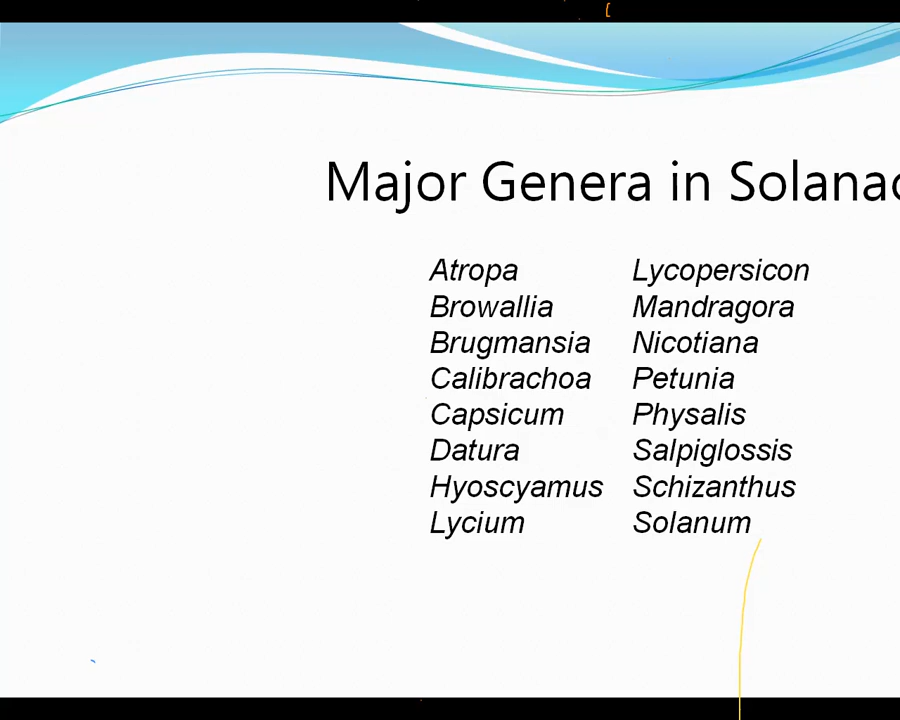 Major Genera in Solanac
Atropa Lycopersicon
Browallia Mandragora
Brugmansia Nicotiana
Calibrachoa Petunia
Capsicum Physalis
Datura Salpiglossis
Hyoscyamus Schizanthus
Lycium Solanum